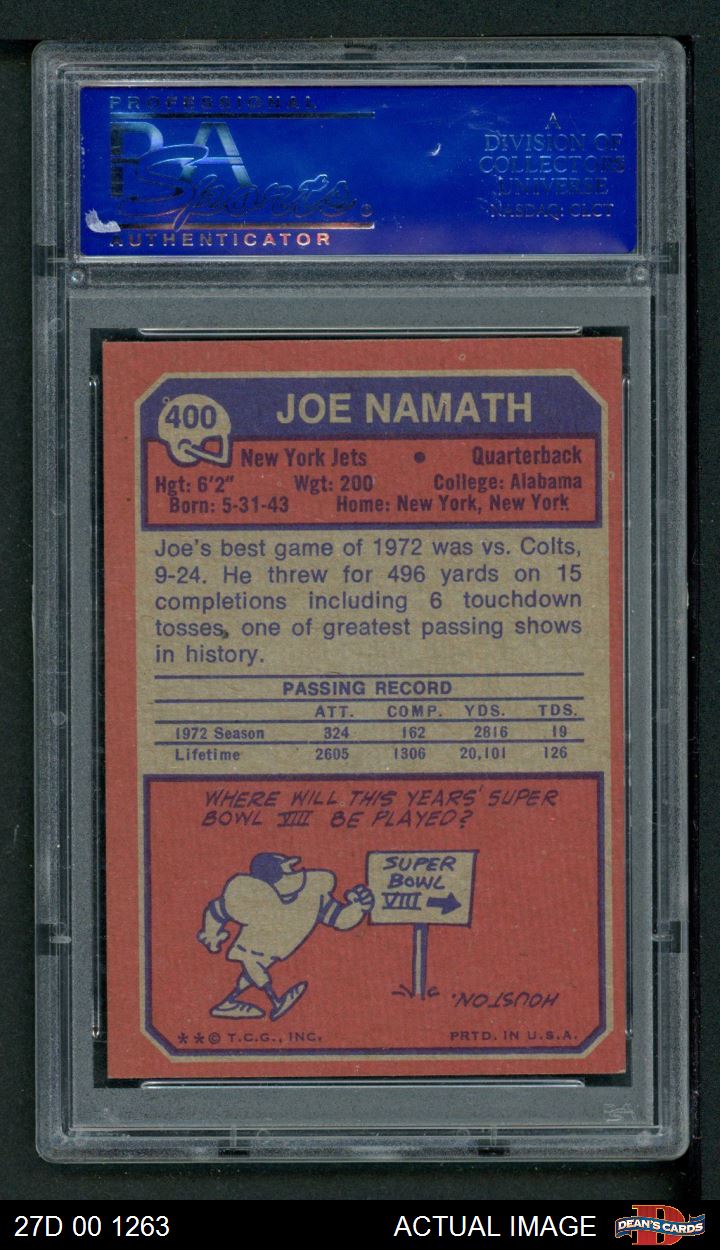 PROFESSIONAL
PSA
Sports
AUTHENTICATOR
A
DIVISION OF
COLLECTORS
UNIVERSE
NASDAQ: CLCT
400
JOE NAMATH
New York Jets • Quarterback
Hgt: 6'2" Wgt: 200 College: Alabama
Born: 5-31-43 Home: New York, New York
Joe's best game of 1972 was vs. Colts,
9-24. He threw for 496 yards on 15
completions including 6 touchdown
tosses, one of greatest passing shows
in history.
PASSING RECORD
ATT. COMP. YDS. TDS.
1972 Season 324 162 2816 19
Lifetime 2605 1306 20,101 126
WHERE WILL THIS YEARS' SUPER
BOWL VIII BE PLAYED?
SUPER
BOWL
VIII
HOUSTON.
**© T.C.G., INC. PRTD. IN U.S.A.
27D 00 1263 ACTUAL IMAGE DEAN'S CARDS